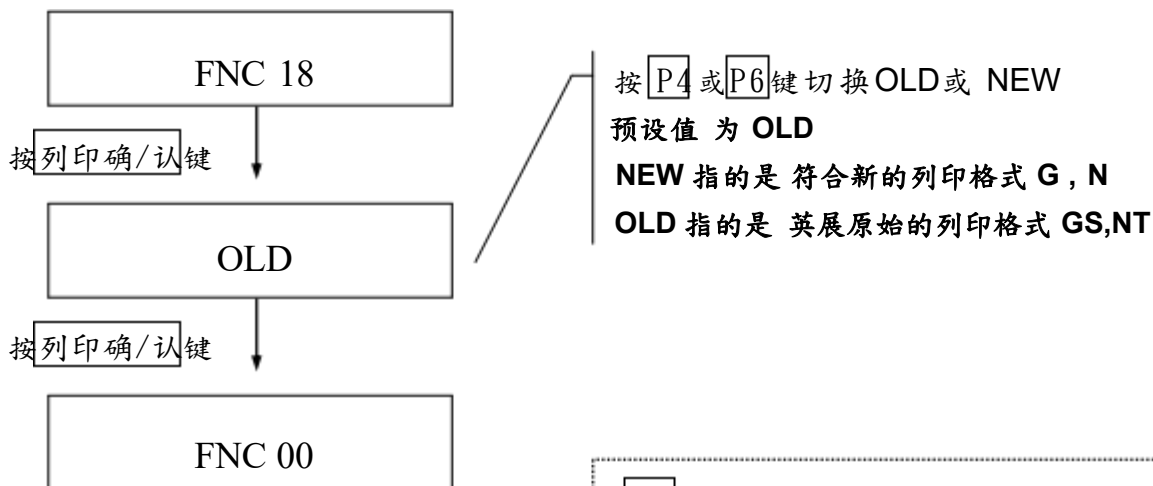 FNC 18
按列印确/认键
OLD
按列印确/认键
FNC 00
按P4或P6键切换OLD或 NEW
预设值 为 OLD
NEW 指的是 符合新的列印格式 G , N
OLD 指的是 英展原始的列印格式 GS,NT